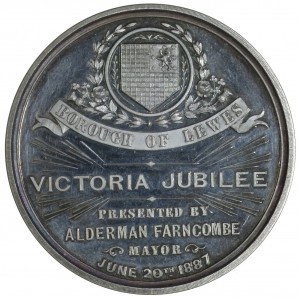 BOROUGH OF LEWES
VICTORIA JUBILEE
PRESENTED BY
ALDERMAN FARNCOMBE
MAYOR
JUNE 20TH 1887